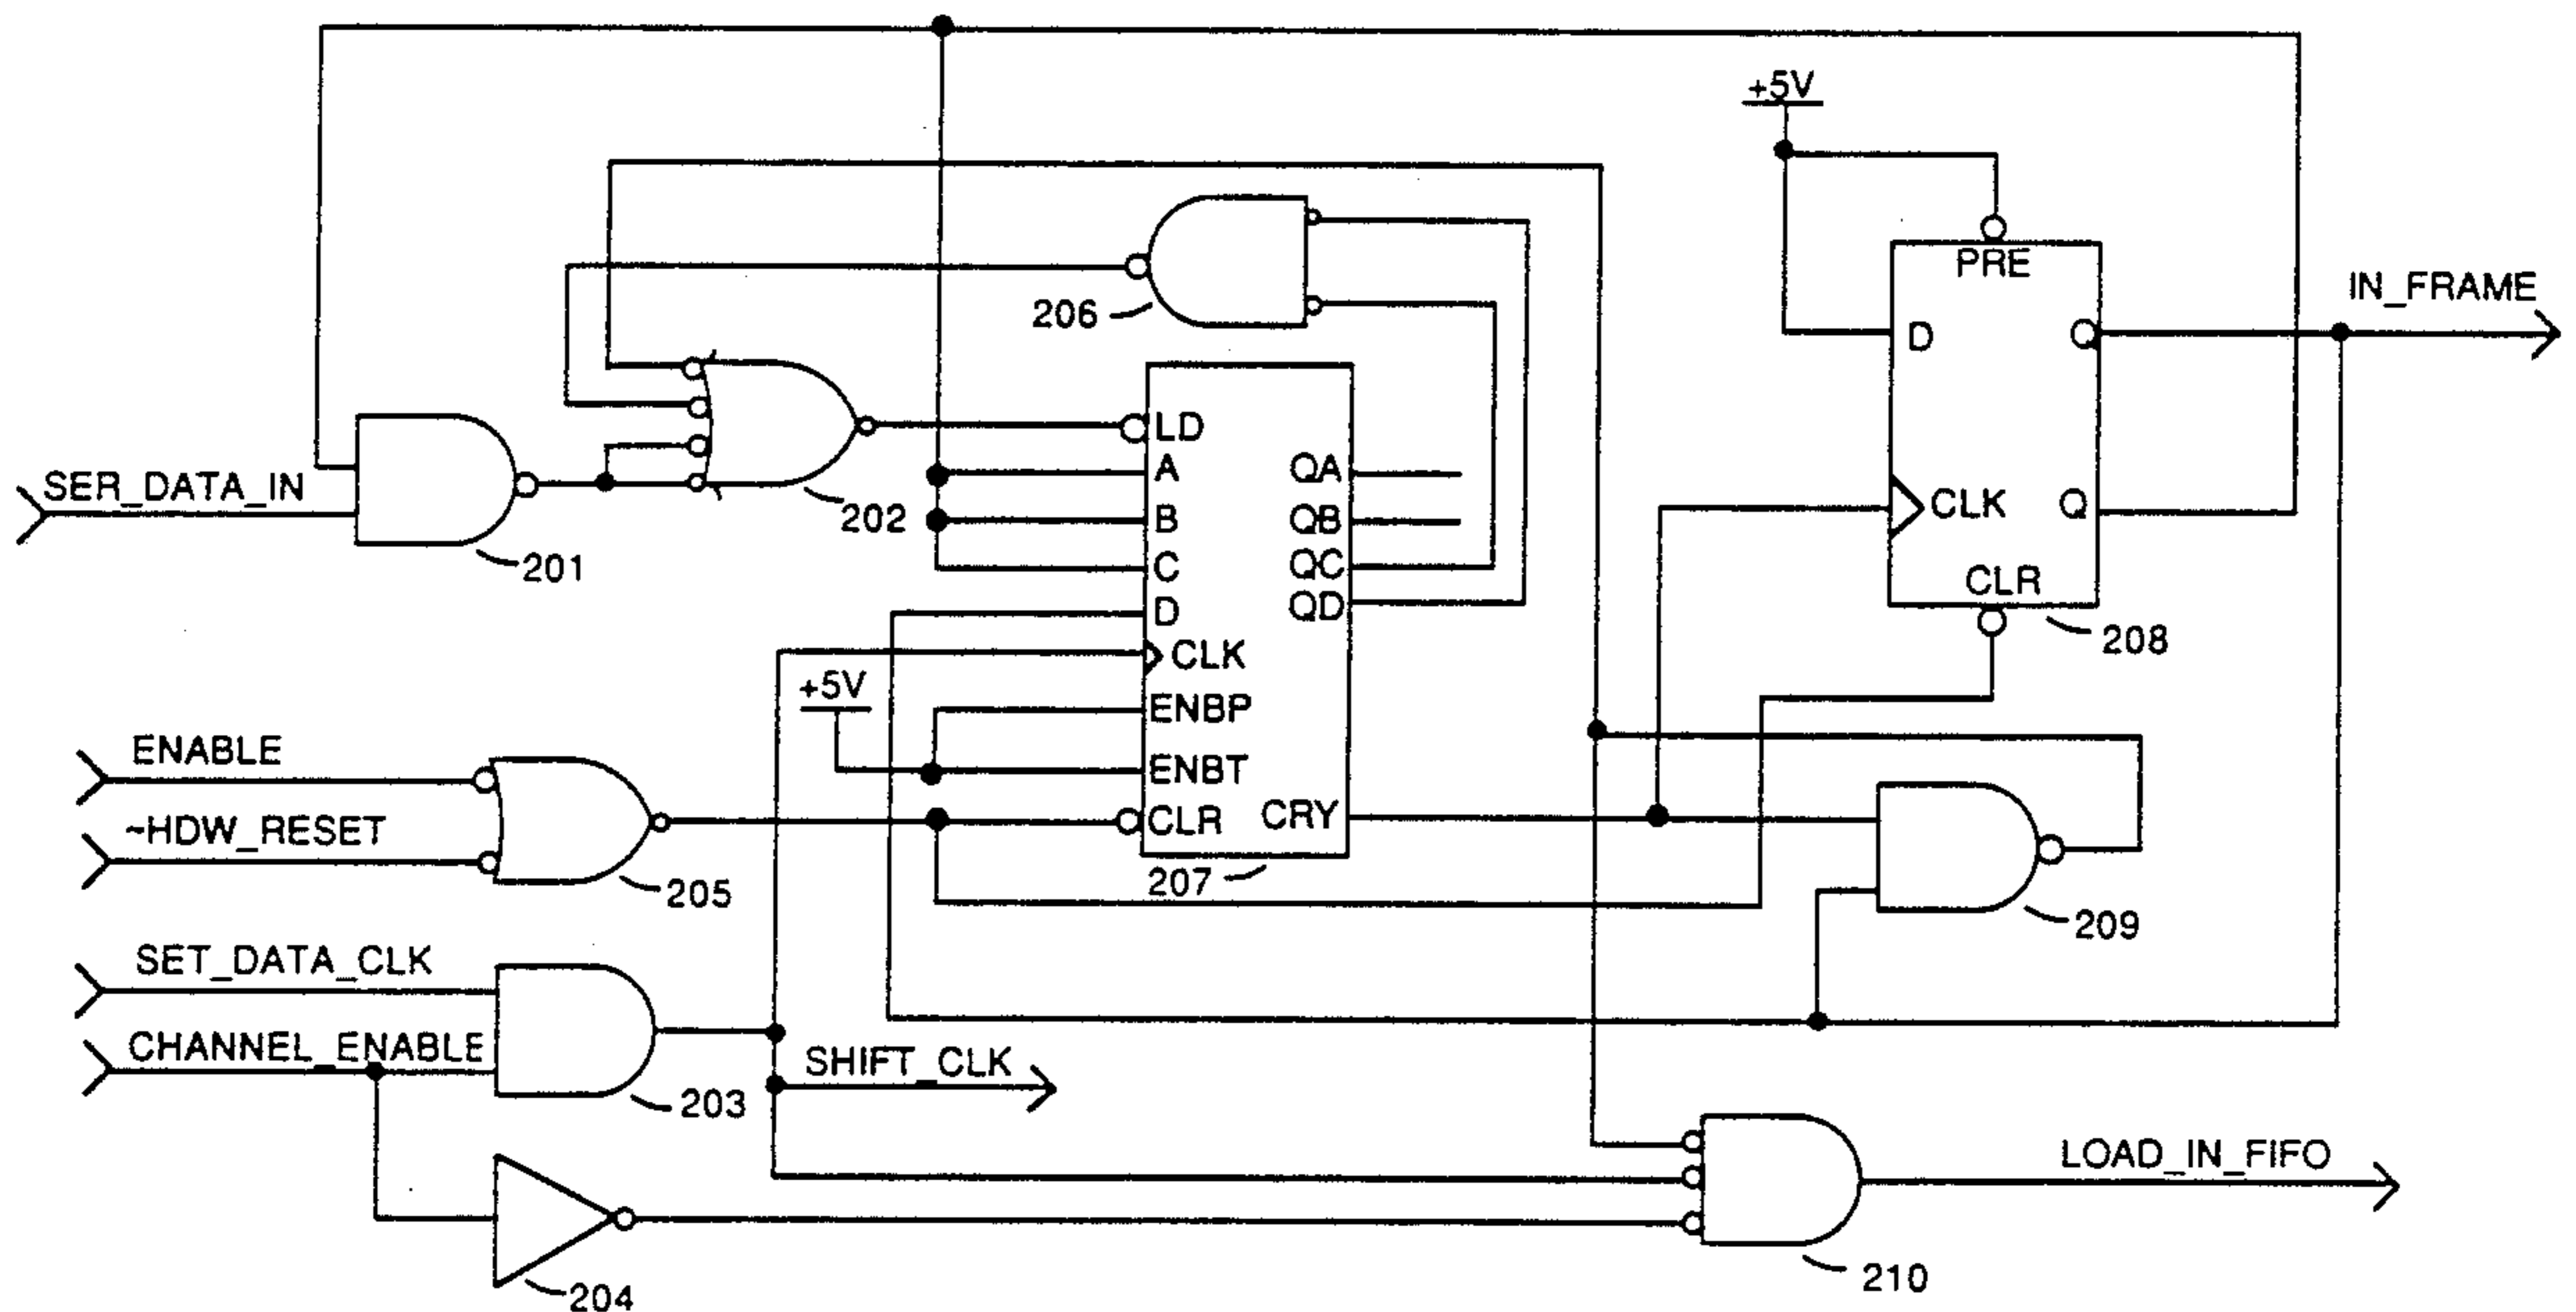 +5V
PRE
IN_FRAME
206
D
Q
LD
A
QA
SER_DATA_IN
202
B
QB
CLK
Q
201
C
QC
CLR
D
QD
208
CLK
+5V
ENBP
ENABLE
ENBT
~HDW_RESET
CLR
CRY
205
207
209
SET_DATA_CLK
CHANNEL_ENABLE
SHIFT_CLK
203
LOAD_IN_FIFO
204
210